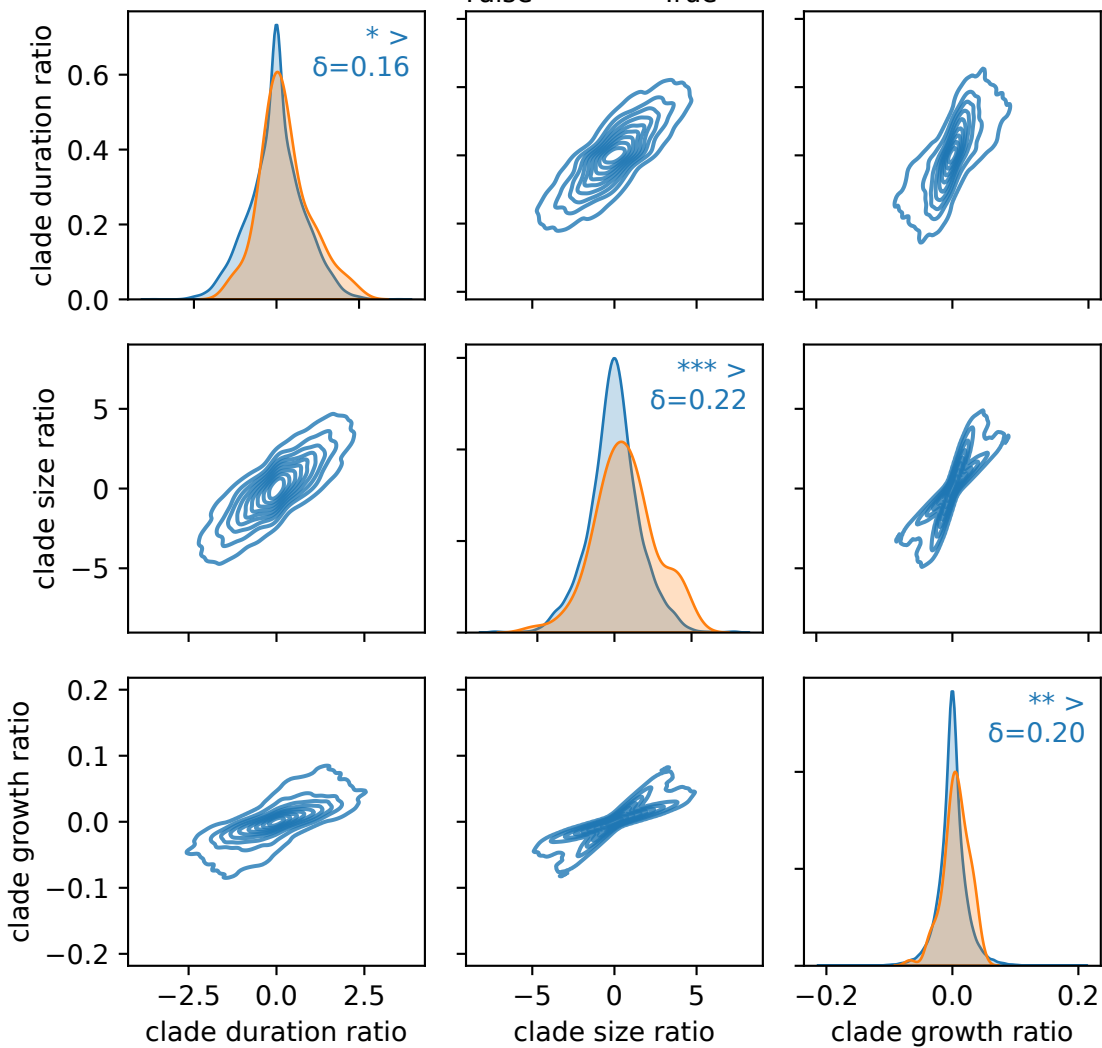 True
clade duration ratio
0.6
0.4
0.2
0.0
* >
δ=0.16
clade size ratio
5
0
−5
*** >
δ=0.22
clade growth ratio
0.2
0.1
0.0
−0.1
−0.2
** >
δ=0.20
−2.5 0.0 2.5
−5 0 5
−0.2 0.0 0.2
clade duration ratio
clade size ratio
clade growth ratio